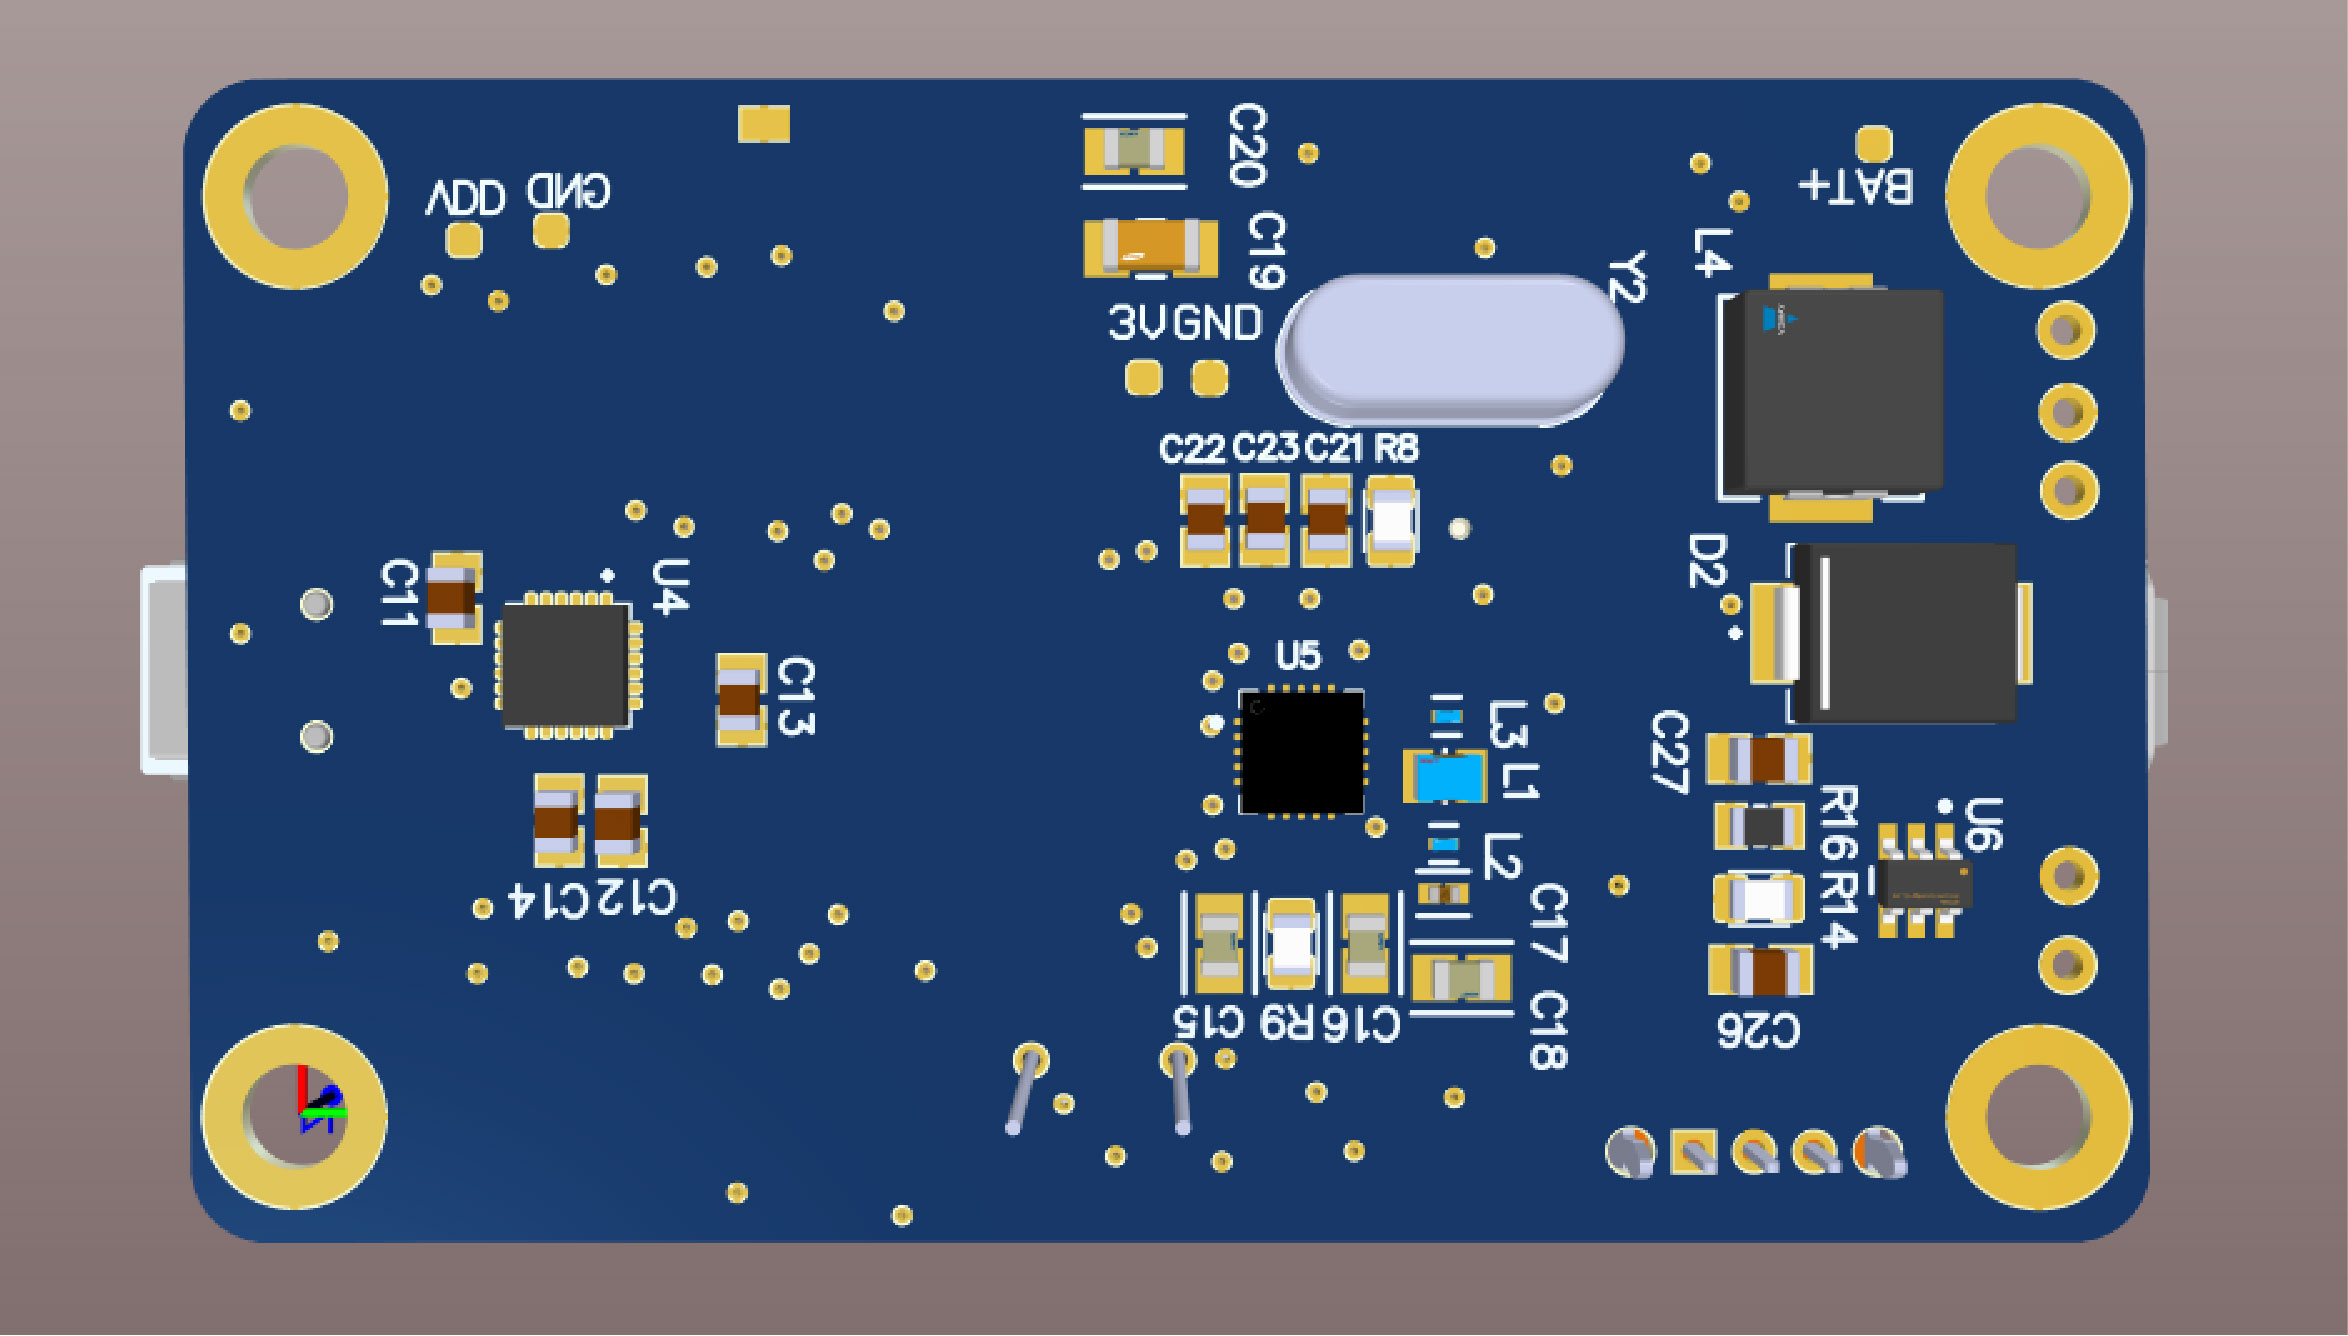 C20
BAT+
VDD GND
C19
L4
Y2
3V GND
C22 C23 C21 R8
D2
C11
U4
U5
C13
L3
C27
L1
R16
U6
L2
R14
C14 C12
C17
C15 R9 C16
C18
C26